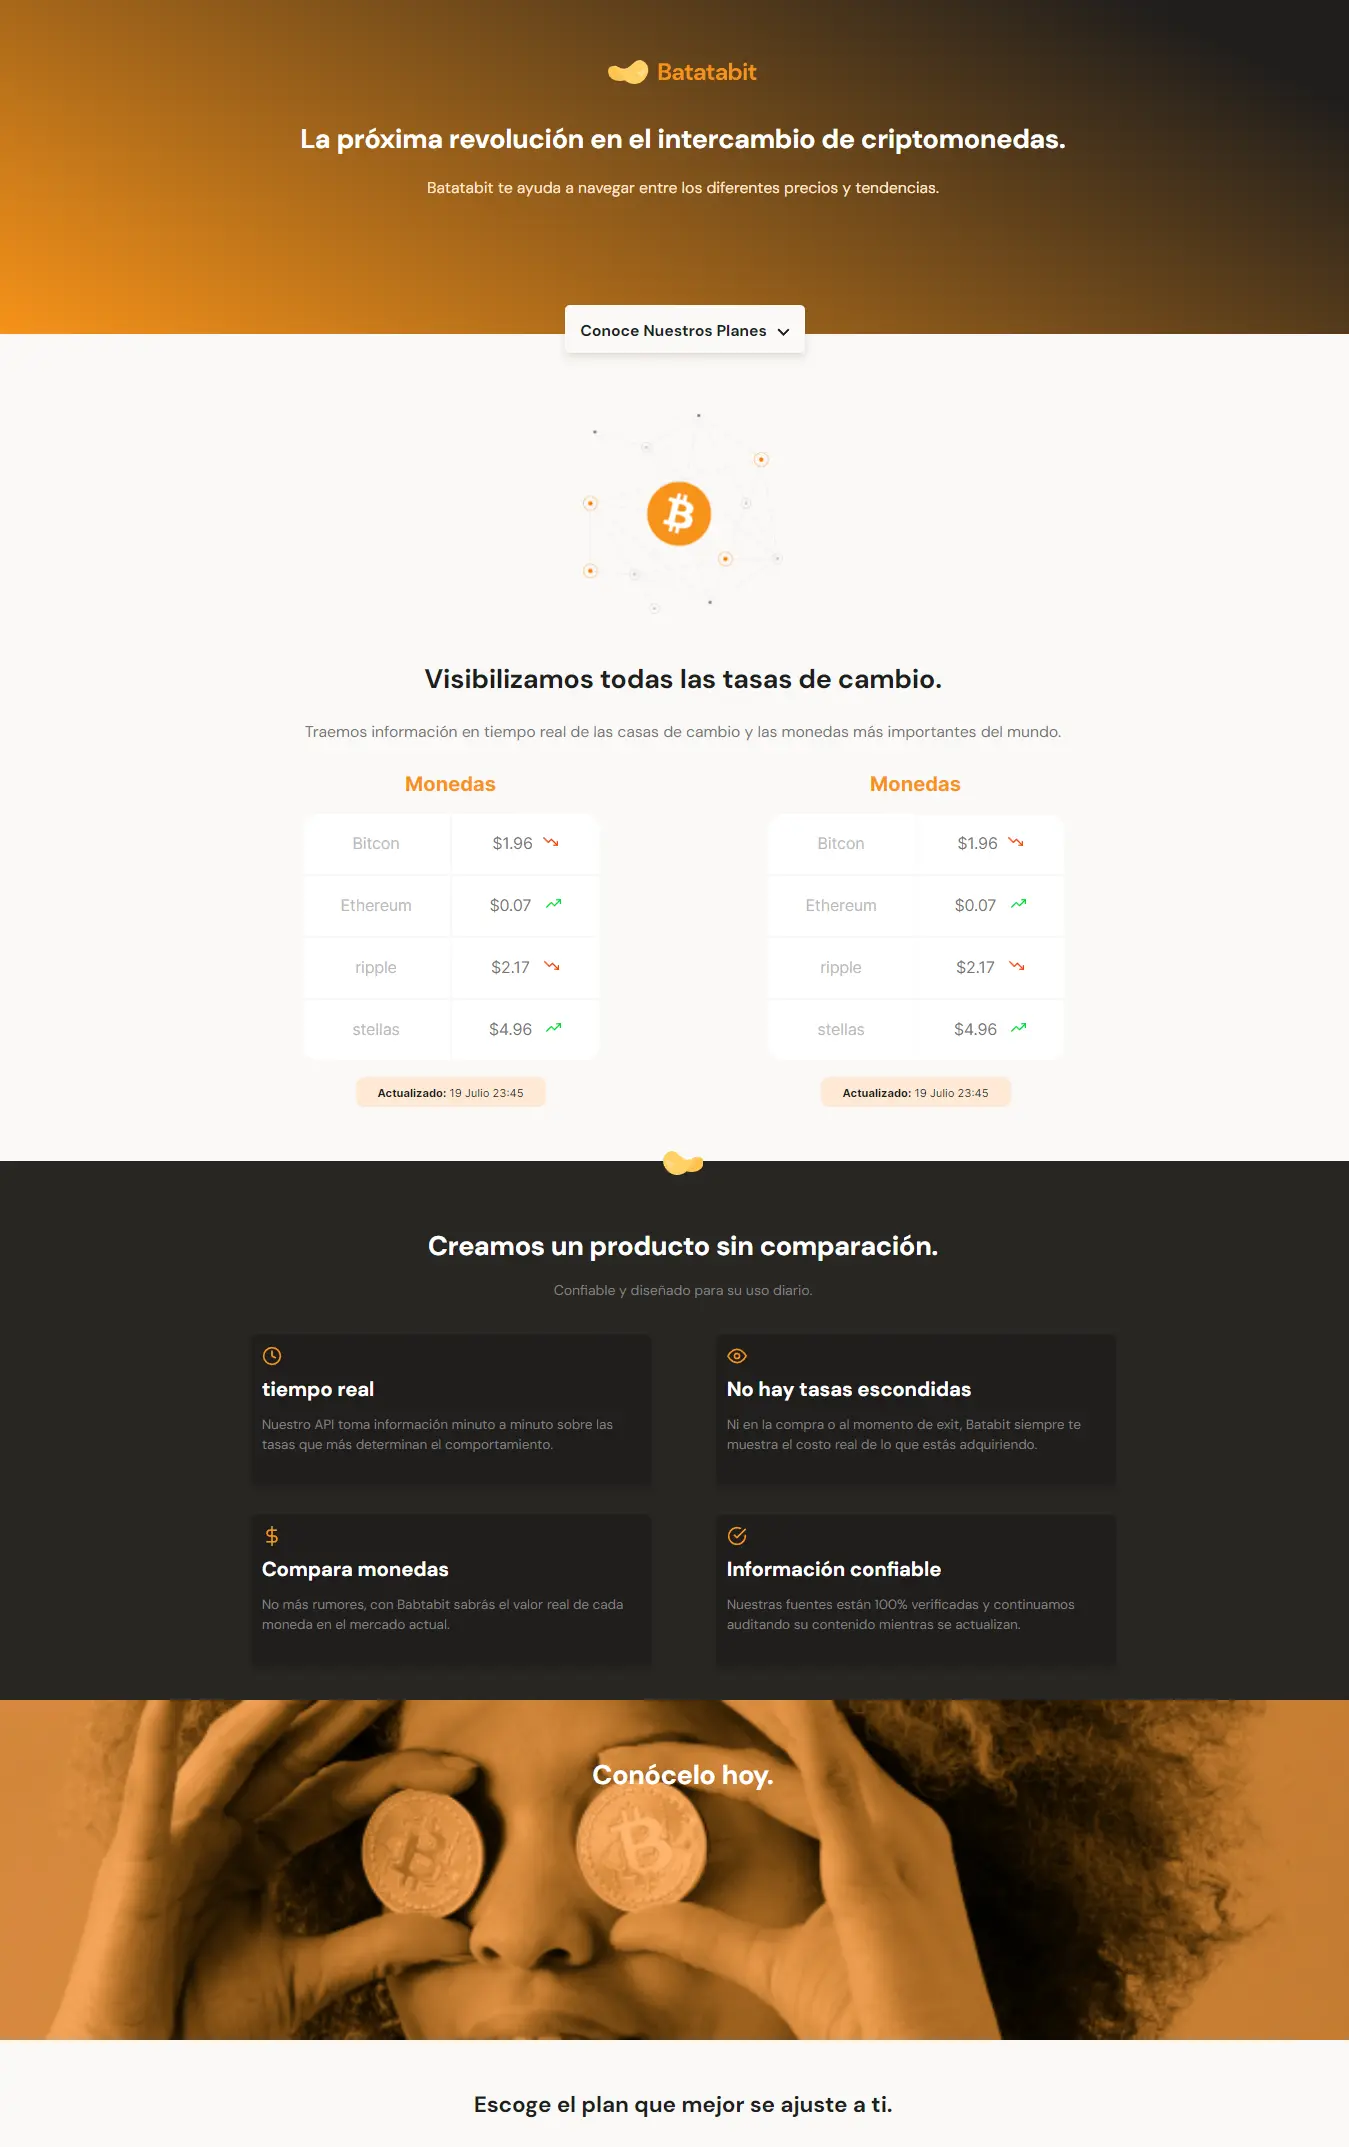 Batatabit
La próxima revolución en el intercambio de criptomonedas.
Batatabit te ayuda a navegar entre los diferentes precios y tendencias.
Conoce Nuestros Planes
Visibilizamos todas las tasas de cambio.
Traemos información en tiempo real de las casas de cambio y las monedas más importantes del mundo.
Monedas
Bitcon $1.96
Ethereum $0.07
ripple $2.17
stellas $4.96
Actualizado: 19 Julio 23:45
Monedas
Bitcon $1.96
Ethereum $0.07
ripple $2.17
stellas $4.96
Actualizado: 19 Julio 23:45
Creamos un producto sin comparación.
Confiable y diseñado para su uso diario.
tiempo real
Nuestro API toma información minuto a minuto sobre las
tasas que más determinan el comportamiento.
No hay tasas escondidas
Ni en la compra o al momento de exit, Batabit siempre te
muestra el costo real de lo que estás adquiriendo.
Compara monedas
No más rumores, con Babtabit sabrás el valor real de cada
moneda en el mercado actual.
Información confiable
Nuestras fuentes están 100% verificadas y continuamos
auditando su contenido mientras se actualizan.
Conócelo hoy.
Escoge el plan que mejor se ajuste a ti.